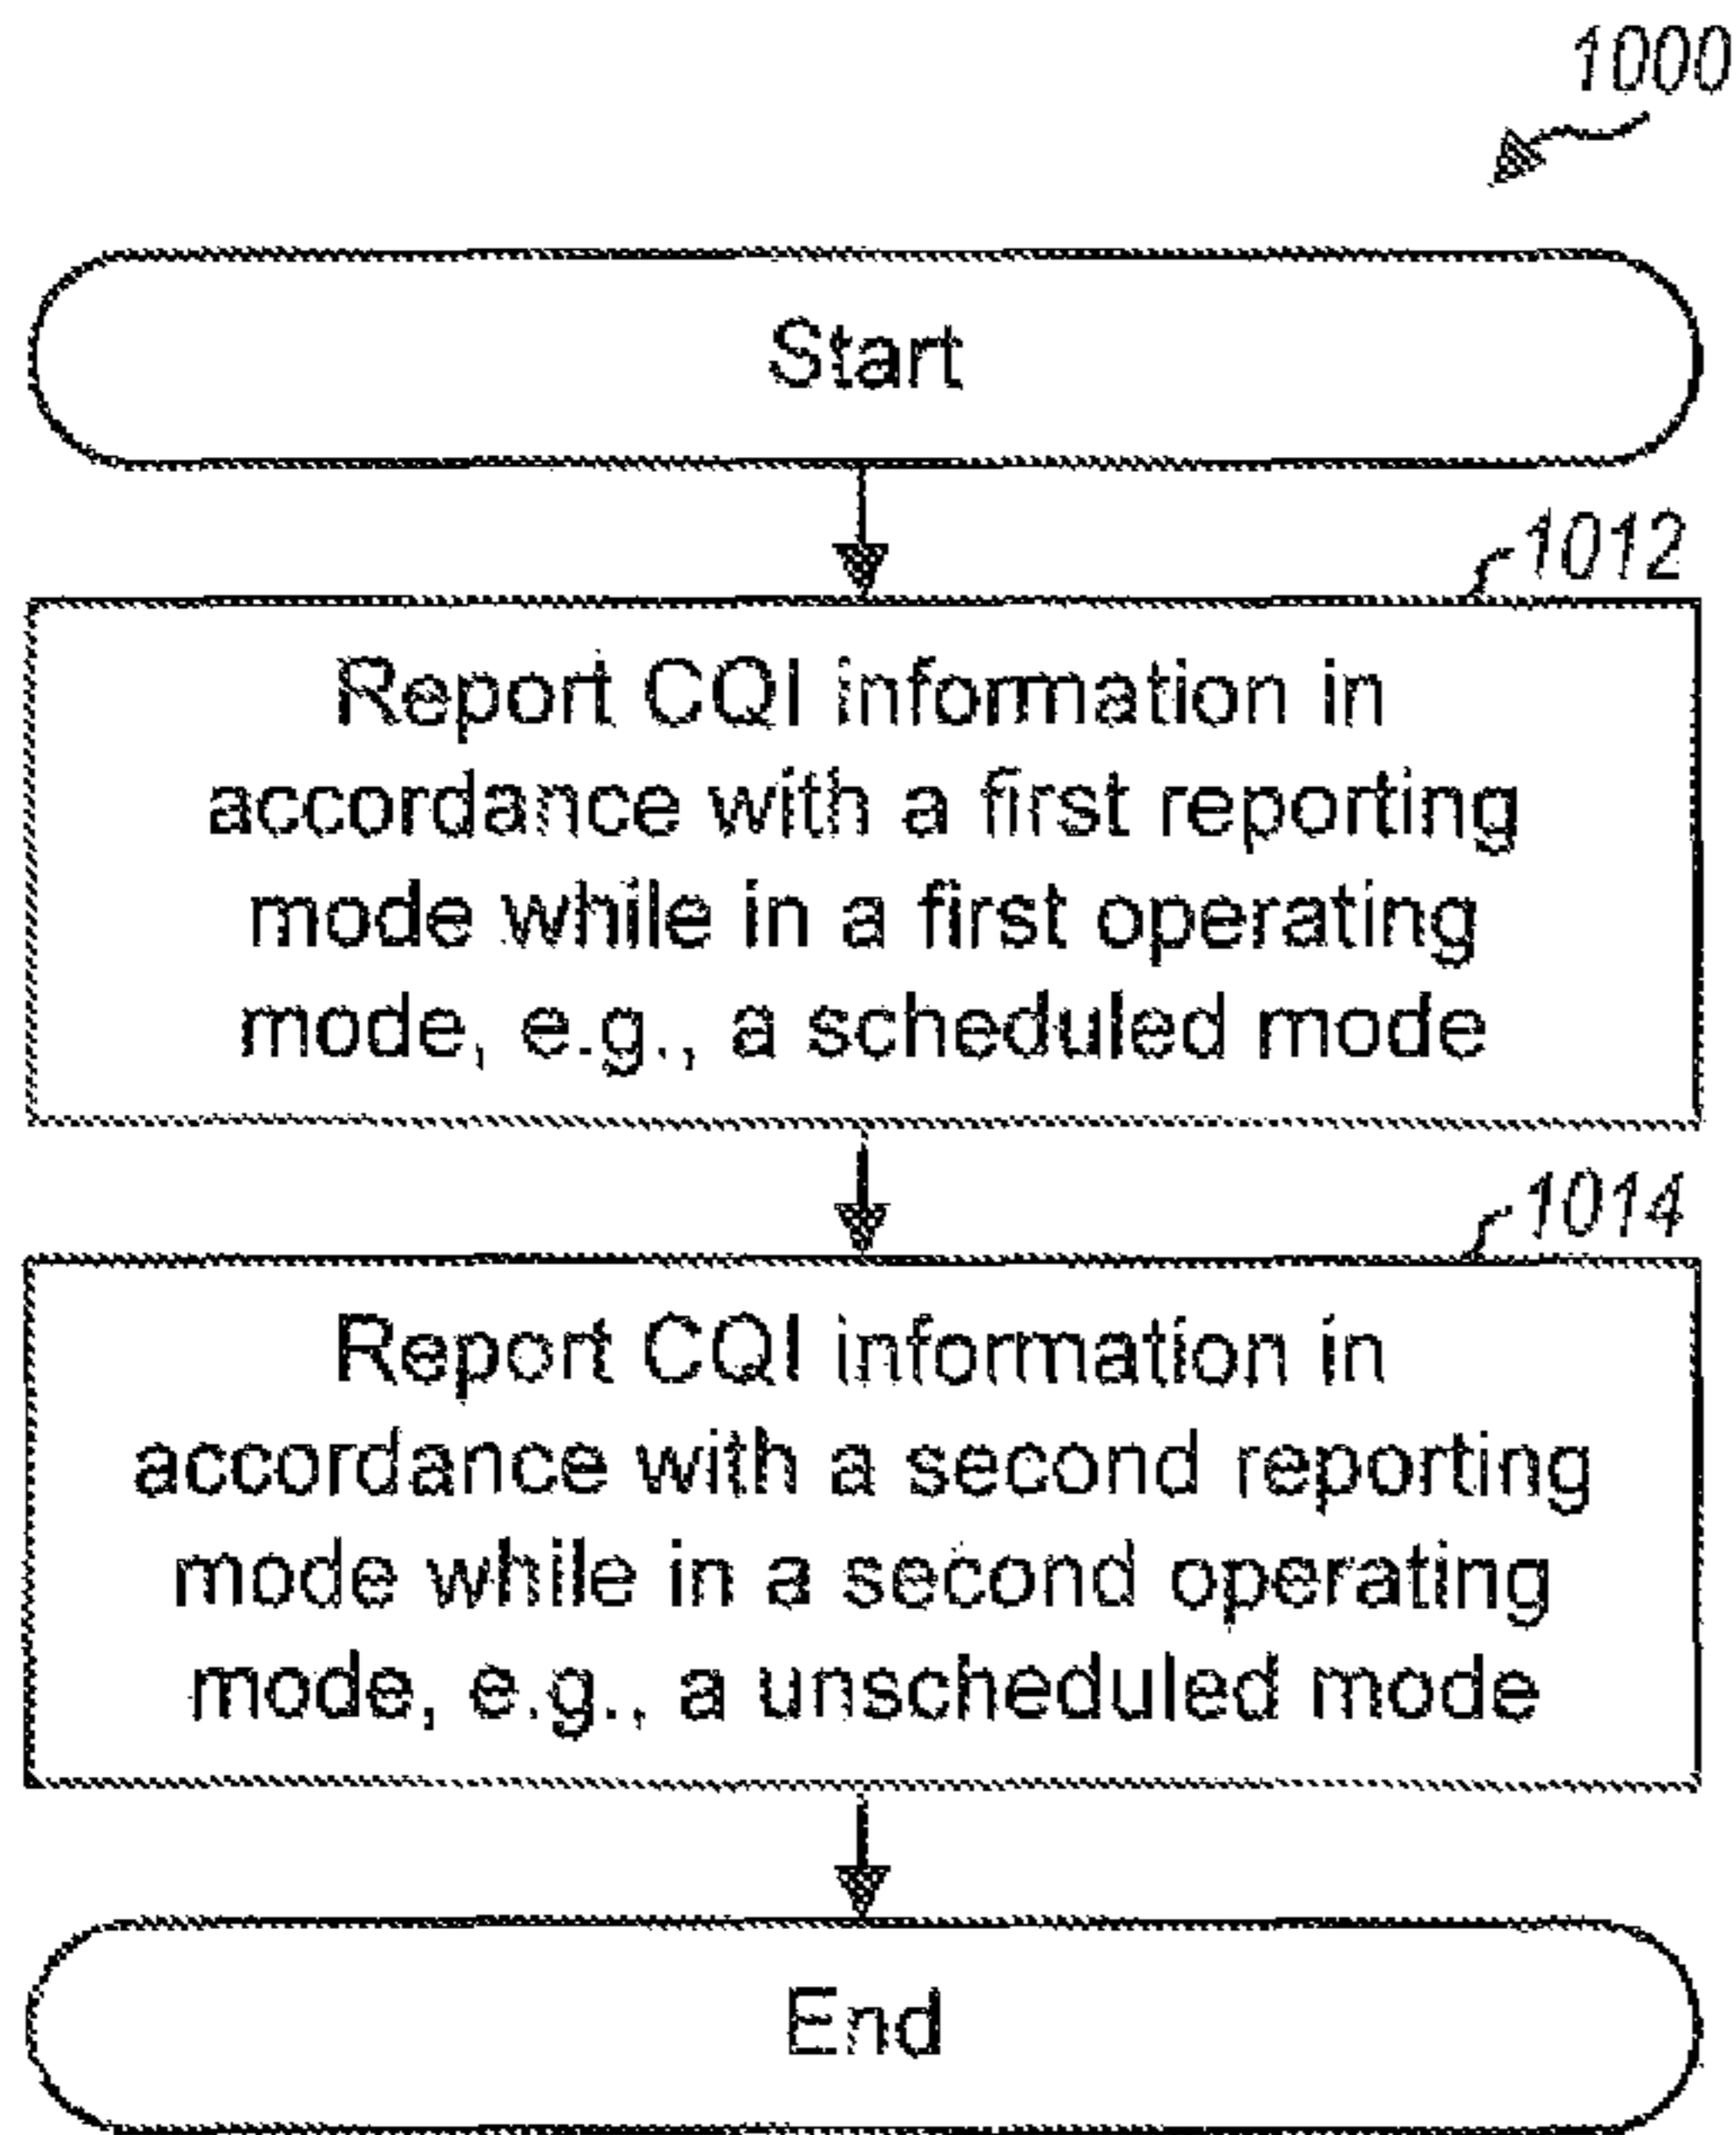 1000
Start
1012
Report CQI information in
accordance with a first reporting
mode while in a first operating
mode, e.g., a scheduled mode
1014
Report CQI information in
accordance with a second reporting
mode while in a second operating
mode, e.g., a unscheduled mode
End